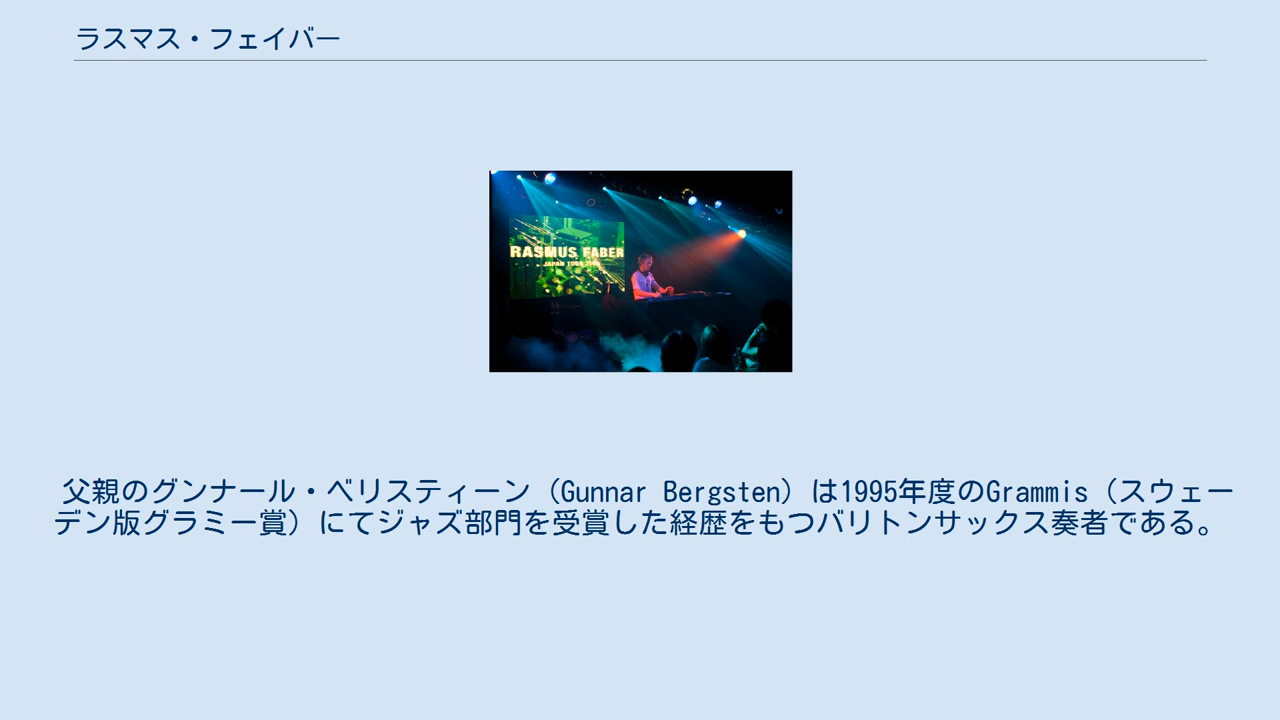 ラスマス・フェイバー
RASMUS FABER
JAPAN TOUR
父親のグンナール・ベリスティーン（Gunnar Bergsten）は1995年度のGrammis（スウェー
デン版グラミー賞）にてジャズ部門を受賞した経歴をもつバリトンサックス奏者である。